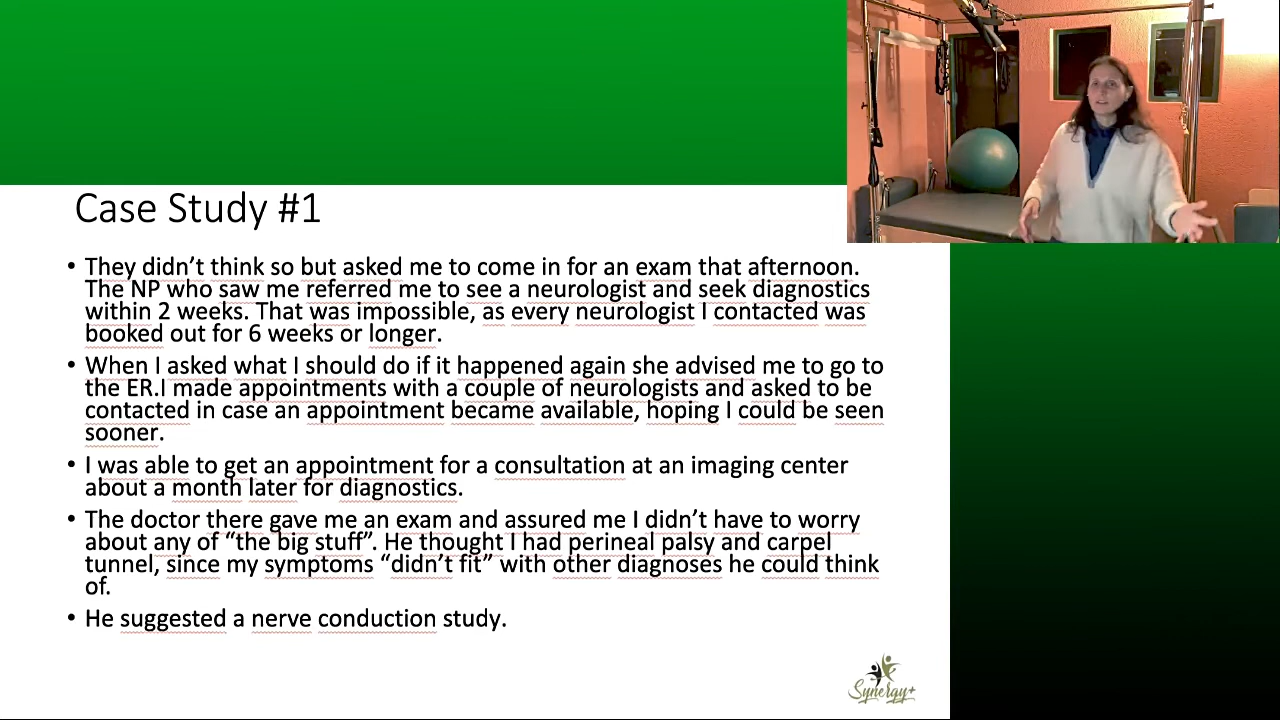 Case Study #1
• They didn’t think so but asked me to come in for an exam that afternoon.
The NP who saw me referred me to see a neurologist and seek diagnostics
within 2 weeks. That was impossible, as every neurologist I contacted was
booked out for 6 weeks or longer.
• When I asked what I should do if it happened again she advised me to go to
the ER.I made appointments with a couple of neurologists and asked to be
contacted in case an appointment became available, hoping I could be seen
sooner.
• I was able to get an appointment for a consultation at an imaging center
about a month later for diagnostics.
• The doctor there gave me an exam and assured me I didn’t have to worry
about any of “the big stuff”. He thought I had perineal palsy and carpel
tunnel, since my symptoms “didn’t fit” with other diagnoses he could think
of.
• He suggested a nerve conduction study.
Synergy+